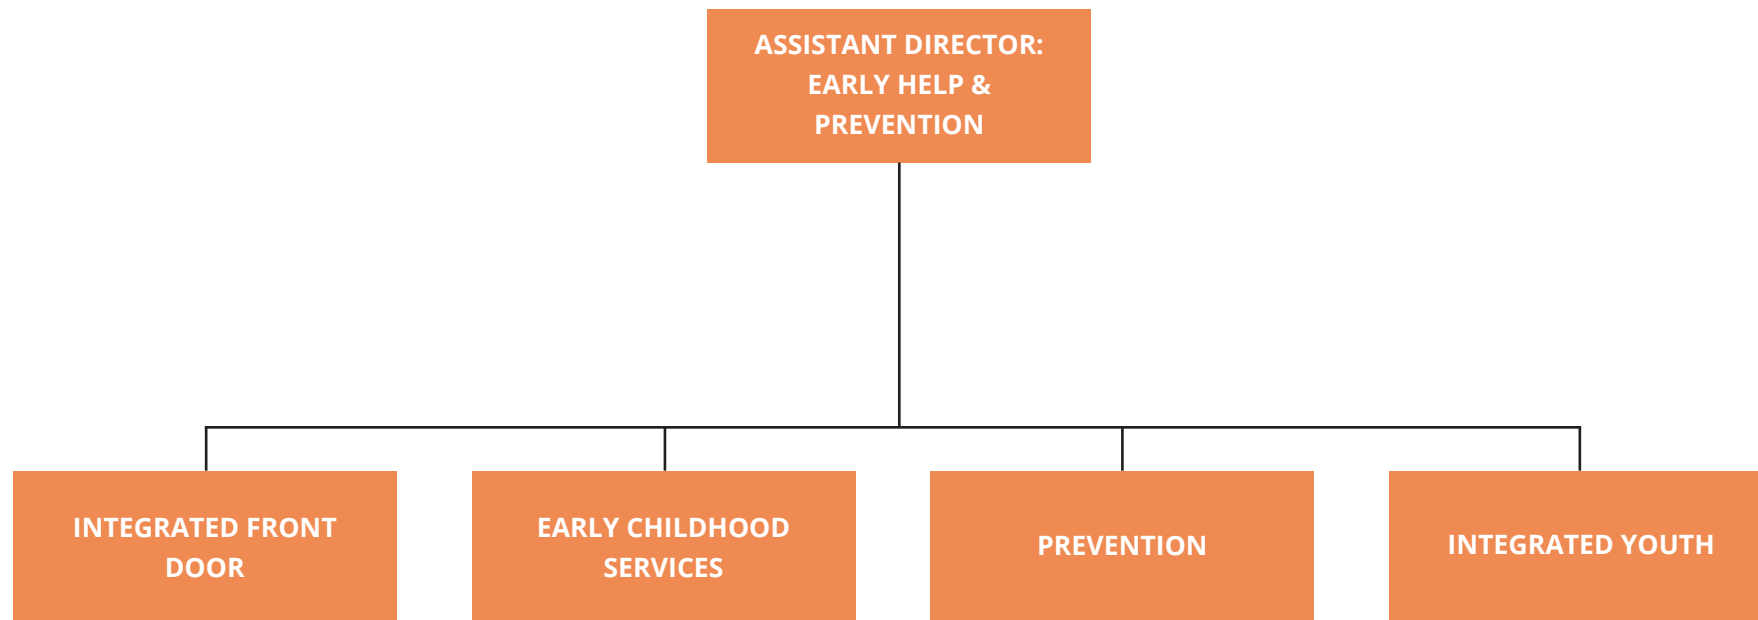 ASSISTANT DIRECTOR:
EARLY HELP &
PREVENTION
INTEGRATED FRONT
DOOR
EARLY CHILDHOOD
SERVICES
PREVENTION
INTEGRATED YOUTH